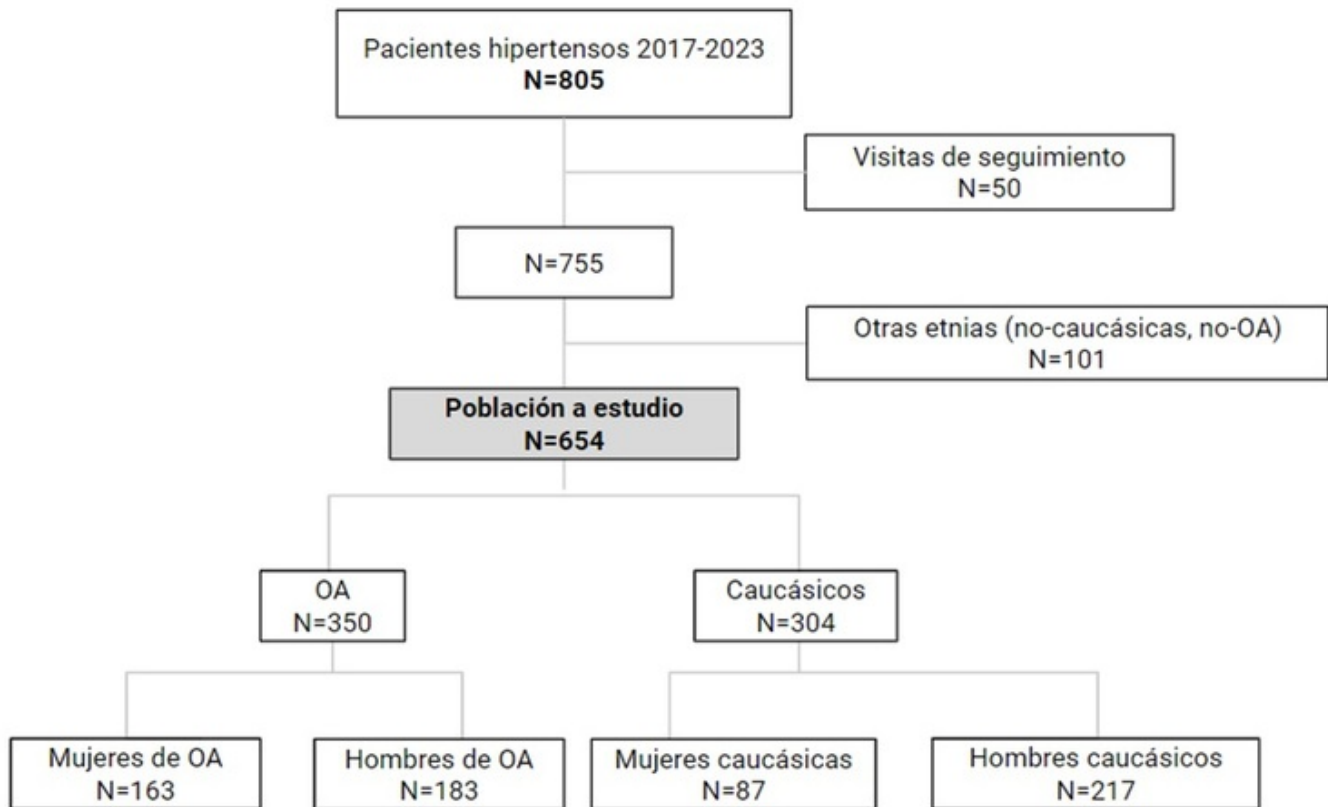 Pacientes hipertensos 2017-2023
N=805
Visitas de seguimiento
N=50
N=755
Otras etnias (no-caucásicas, no-OA)
N=101
Población a estudio
N=654
OA
N=350
Caucásicos
N=304
Mujeres de OA
N=163
Hombres de OA
N=183
Mujeres caucásicas
N=87
Hombres caucásicos
N=217